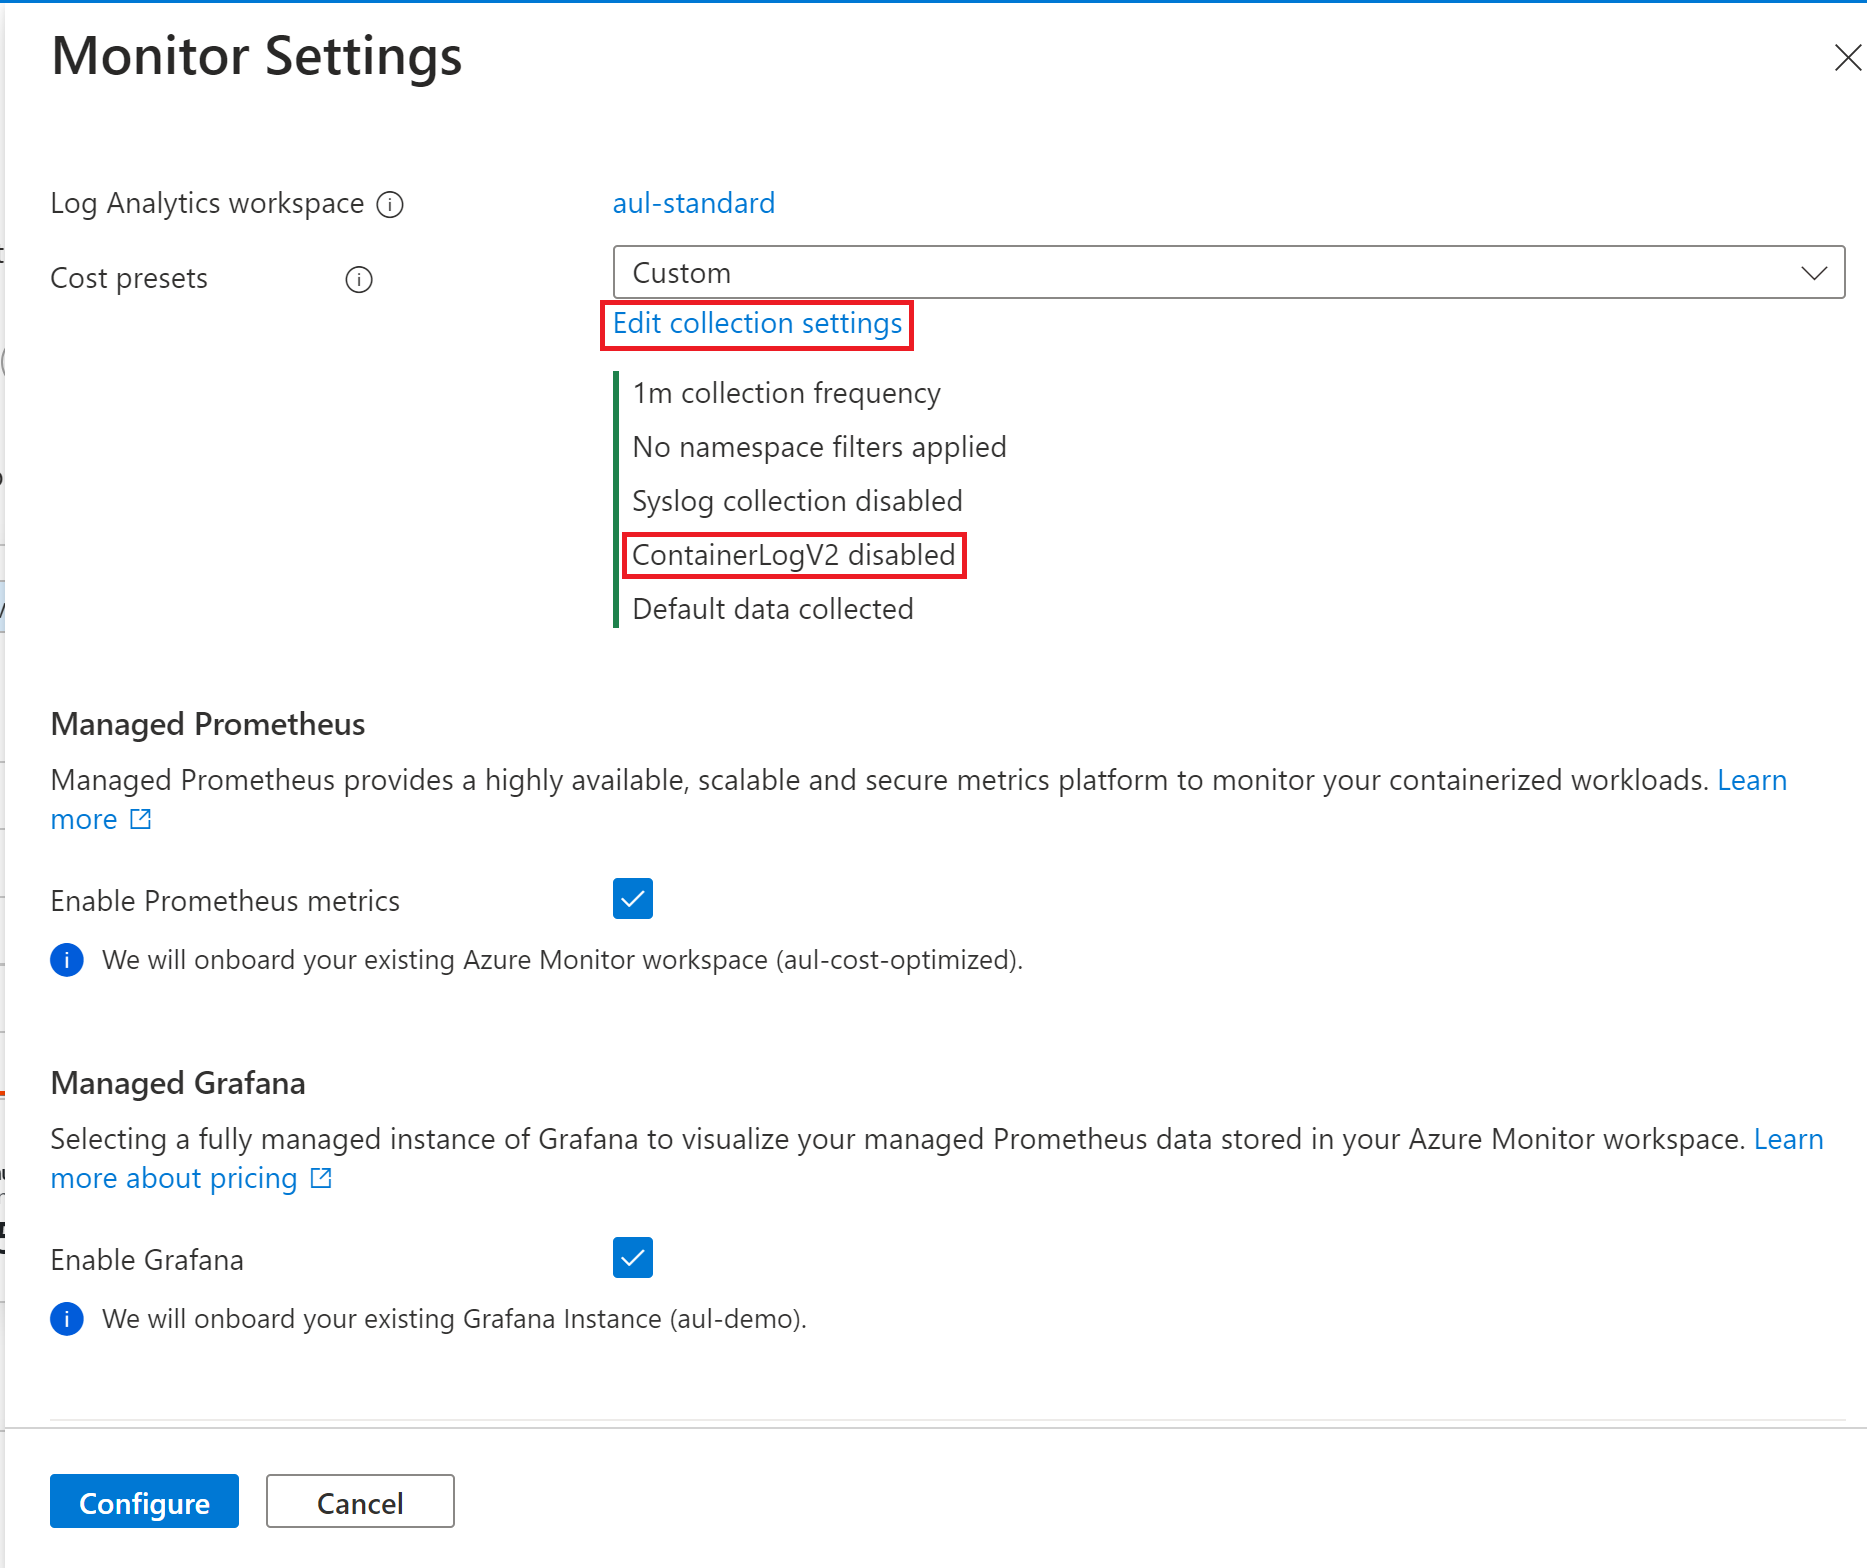 Monitor Settings
Log Analytics workspace
aul-standard
Cost presets
Custom
Edit collection settings
1m collection frequency
No namespace filters applied
Syslog collection disabled
ContainerLogV2 disabled
Default data collected
Managed Prometheus
Managed Prometheus provides a highly available, scalable and secure metrics platform to monitor your containerized workloads. Learn
more
Enable Prometheus metrics
We will onboard your existing Azure Monitor workspace (aul-cost-optimized).
Managed Grafana
Selecting a fully managed instance of Grafana to visualize your managed Prometheus data stored in your Azure Monitor workspace. Learn
more about pricing
Enable Grafana
We will onboard your existing Grafana Instance (aul-demo).
Configure
Cancel